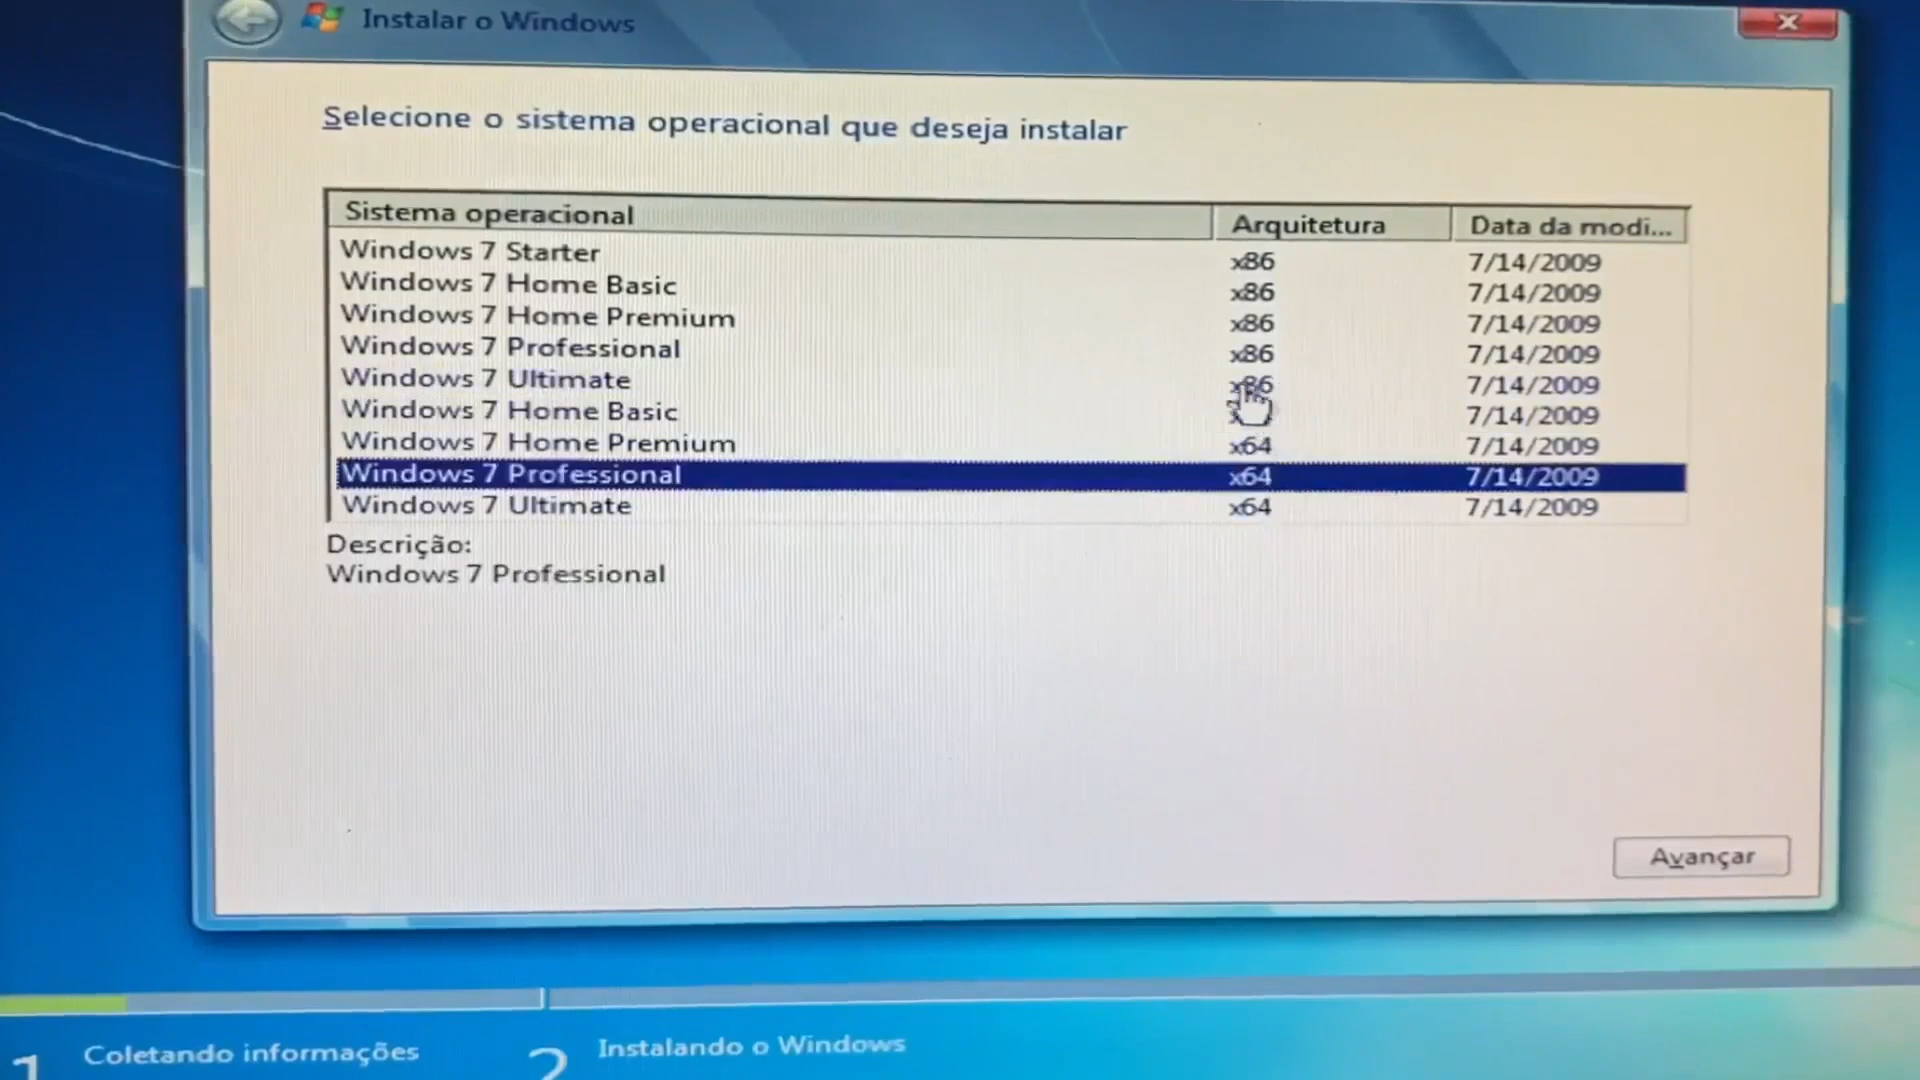 Instalar o Windows
Selecione o sistema operacional que deseja instalar
Sistema operacional Arquitetura Data da modi...
Windows 7 Starter x86 7/14/2009
Windows 7 Home Basic x86 7/14/2009
Windows 7 Home Premium x86 7/14/2009
Windows 7 Professional x86 7/14/2009
Windows 7 Ultimate x86 7/14/2009
Windows 7 Home Basic 7/14/2009
Windows 7 Home Premium x64 7/14/2009
Windows 7 Professional x64 7/14/2009
Windows 7 Ultimate x64 7/14/2009
Descrição:
Windows 7 Professional
Avançar
1 Coletando informações 2 Instalando o Windows